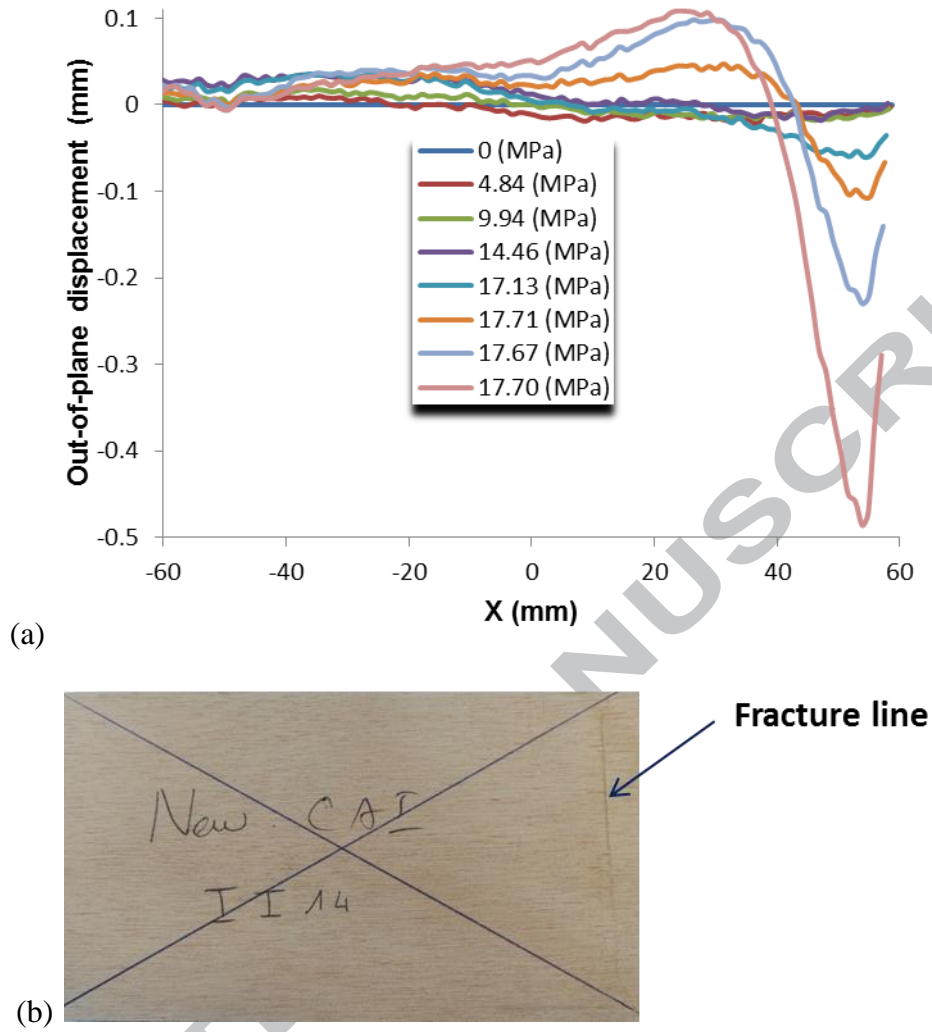 0.1
0
-0.1
-0.2
-0.3
-0.4
-0.5
Out-of-plane displacement (mm)
0 (MPa)
4.84 (MPa)
9.94 (MPa)
14.46 (MPa)
17.13 (MPa)
17.71 (MPa)
17.67 (MPa)
17.70 (MPa)
-60 -40 -20 0 20 40 60
X (mm)
NUSCRI
(a)
Fracture line
New. CAI
II 14
(b)